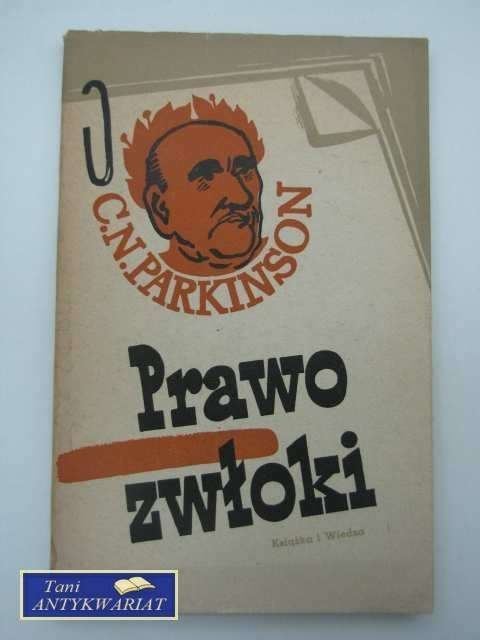 C.N. PARKINSON
Prawo
zwłoki
Książka i Wiedza
Tani
ANTYKWARIAT